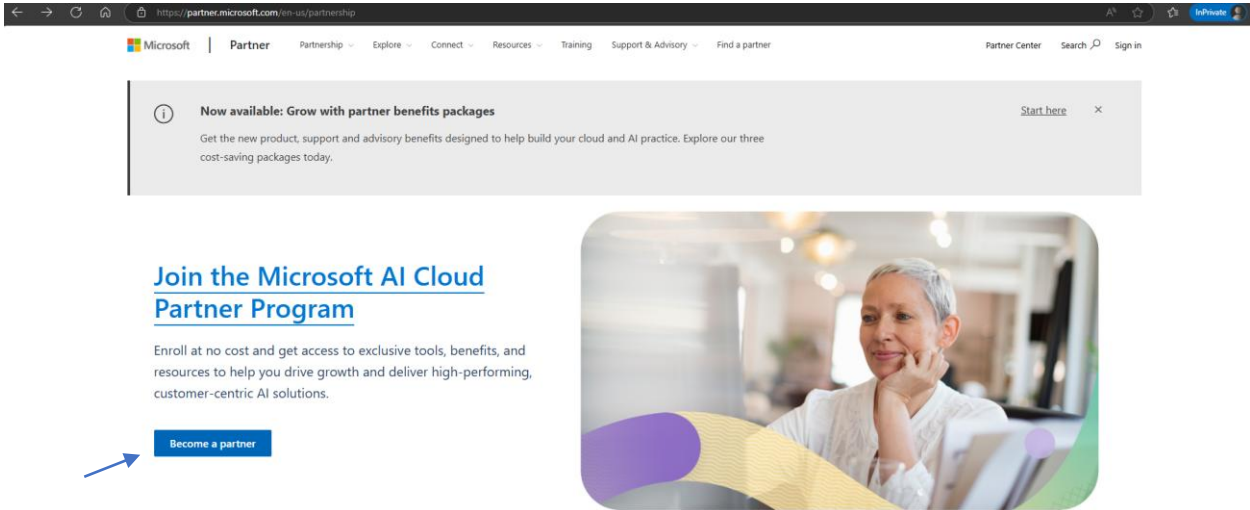 https://partner.microsoft.com/en-us/partnership InPrivate
Microsoft Partner Partnership Explore Connect Resources Training Support & Advisory Find a partner Partner Center Search Sign in
Now available: Grow with partner benefits packages Start here
Get the new product, support and advisory benefits designed to help build your cloud and AI practice. Explore our three
cost-saving packages today.
Join the Microsoft AI Cloud
Partner Program
Enroll at no cost and get access to exclusive tools, benefits, and
resources to help you drive growth and deliver high-performing,
customer-centric AI solutions.
Become a partner